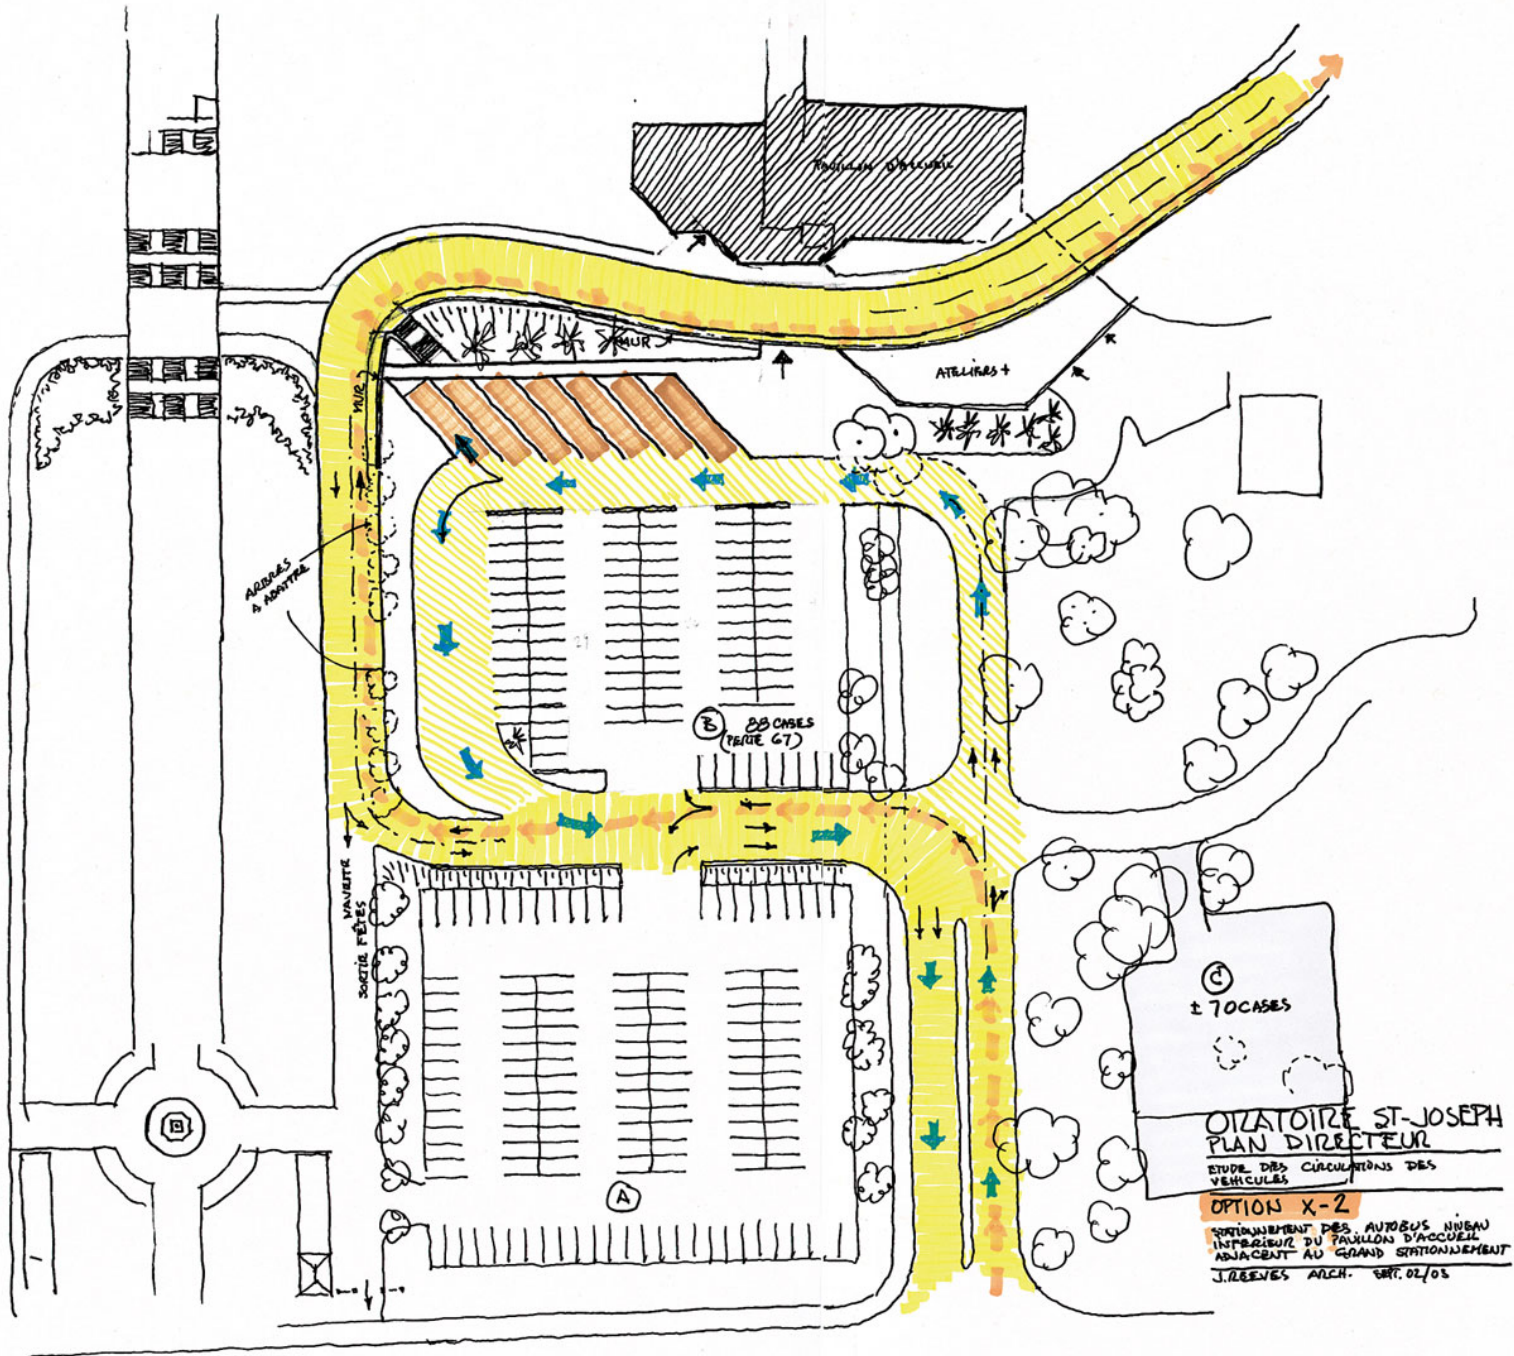 PAVILLON D'ACCUEIL
MUR
ATELIERS +
MUR
ARBRES
A ABATTRE
B
88 CASES
(PERTE 67)
NAVETTE
SORTIE FÊTES
C
± 70 CASES
A
ORATOIRE ST-JOSEPH
PLAN DIRECTEUR
ETUDE DES CIRCULATIONS DES
VEHICULES
OPTION X-2
STATIONNEMENT DES AUTOBUS NIVEAU
INFERIEUR DU PAVILLON D'ACCUEIL
ADJACENT AU GRAND STATIONNEMENT
J. REEVES ARCH. SEPT. 02/03